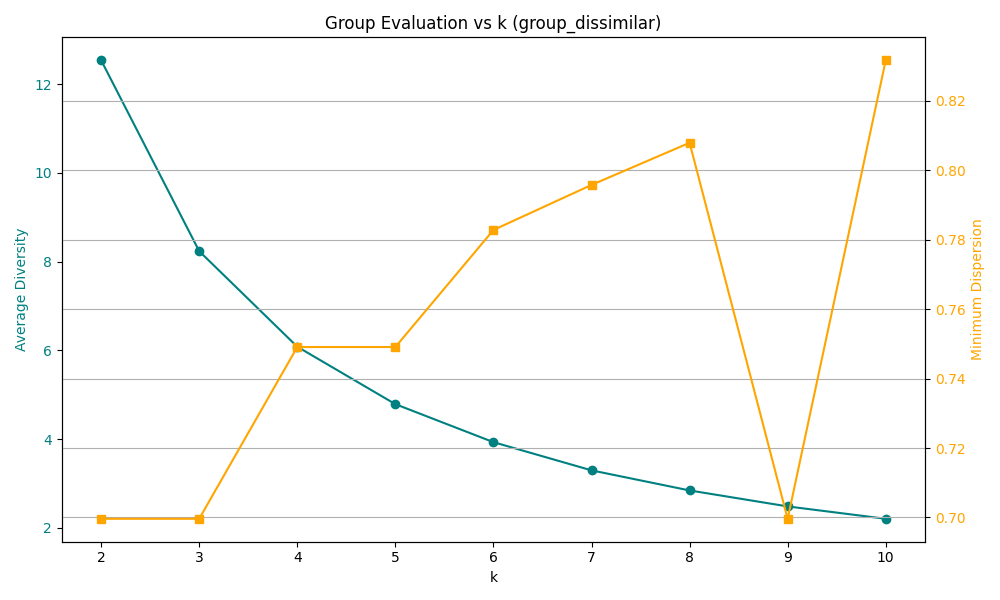 Group Evaluation vs k (group_dissimilar)
Average Diversity
12
10
8
6
4
2
0.82
0.80
0.78
0.76
0.74
0.72
0.70
Minimum Dispersion
2 3 4 5 6 7 8 9 10
k